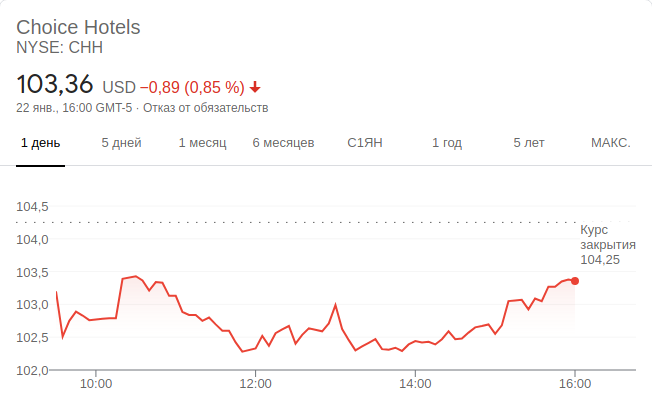 Choice Hotels
NYSE: CHH
103,36 USD −0,89 (0,85 %)
22 янв., 16:00 GMT-5 · Отказ от обязательств
1 день 5 дней 1 месяц 6 месяцев С1ЯН 1 год 5 лет МАКС.
104,5
Курс
закрытия
104,25
104,0
103,5
103,0
102,5
102,0
10:00 12:00 14:00 16:00